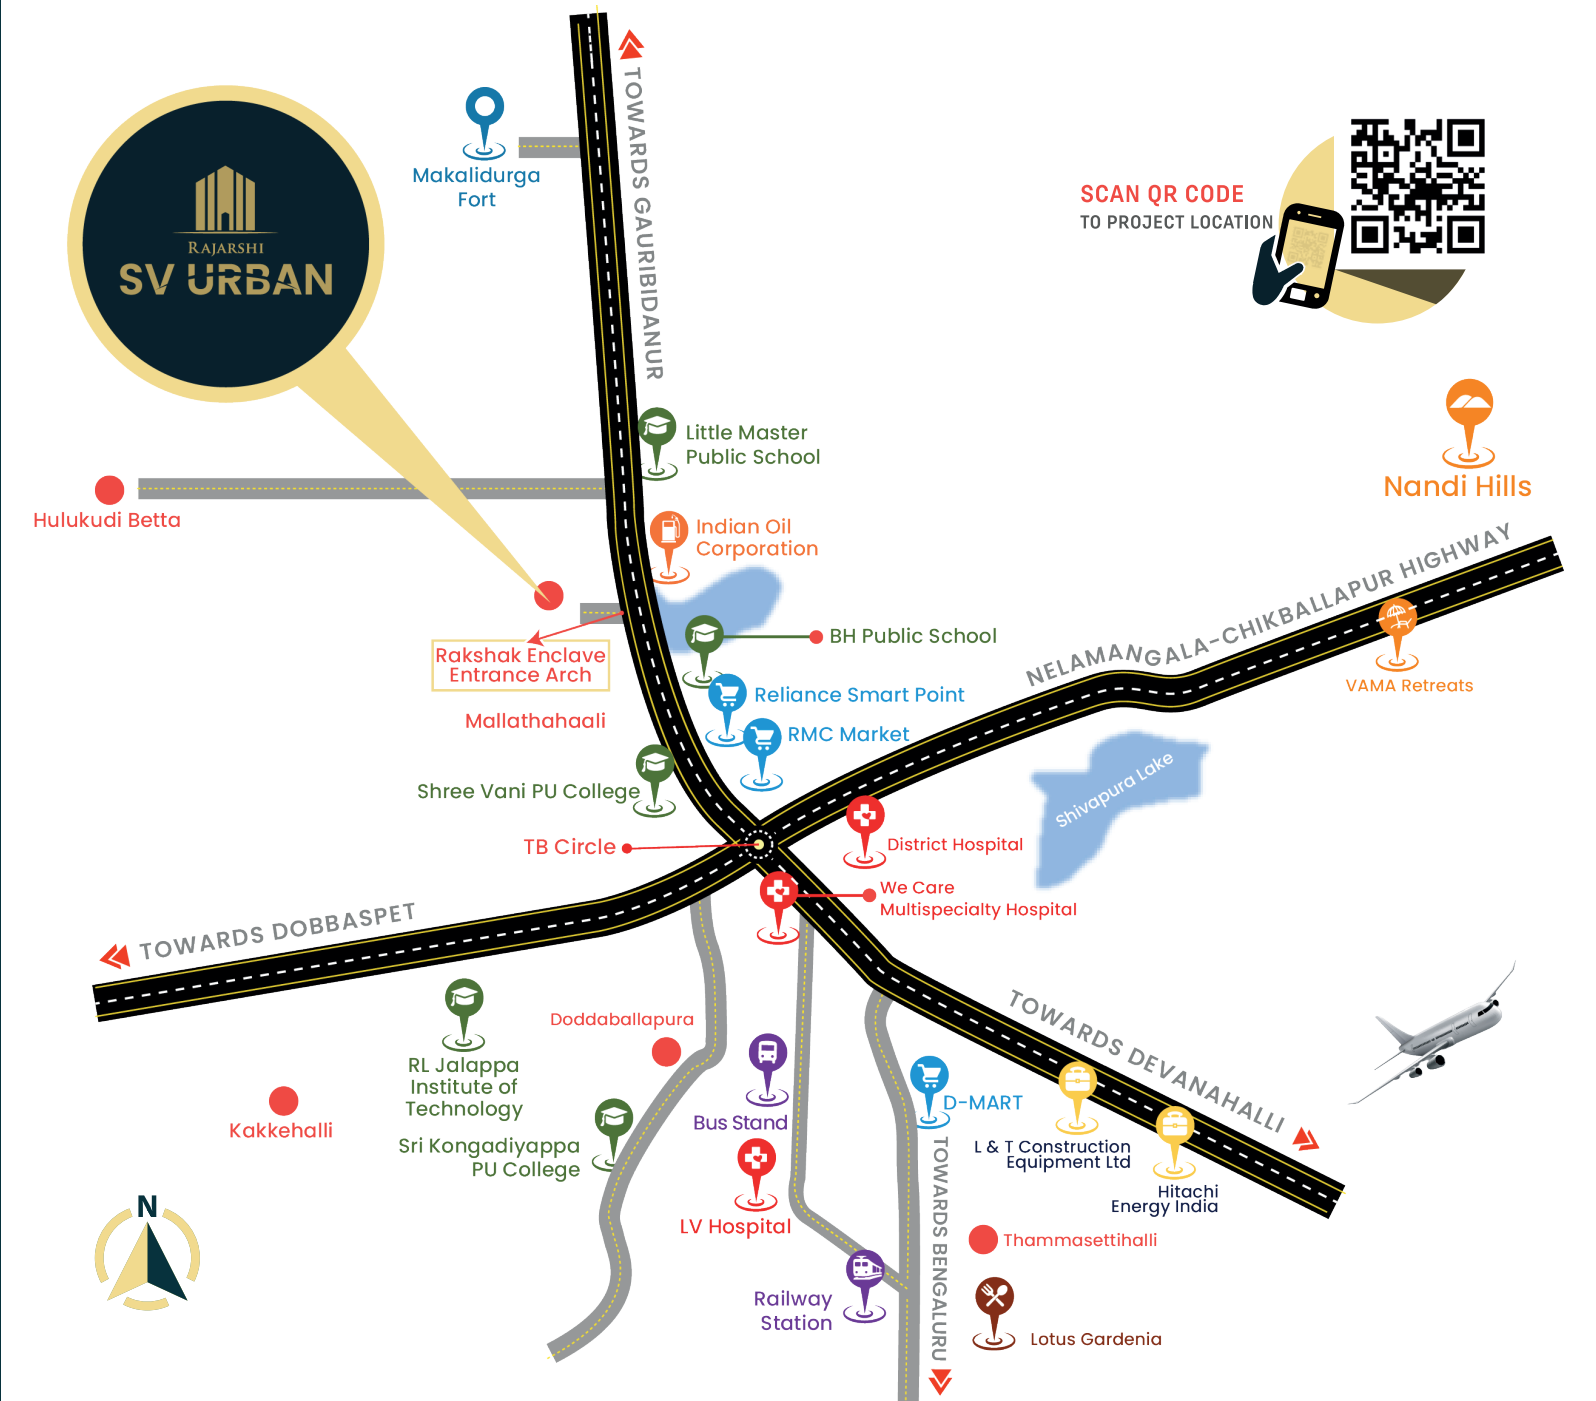 TOWARDS GAURIBIDANUR
Makalidurga
Fort
RAJARSHI
SV URBAN
SCAN QR CODE
TO PROJECT LOCATION
Little Master
Public School
Nandi Hills
Hulukudi Betta
Indian Oil
Corporation
NELAMANGALA-CHIKBALLAPUR HIGHWAY
BH Public School
Rakshak Enclave
Entrance Arch
VAMA Retreats
Reliance Smart Point
Mallathahaali
RMC Market
Shivapura Lake
Shree Vani PU College
TB Circle
District Hospital
We Care
Multispecialty Hospital
TOWARDS DOBBASPET
TOWARDS DEVANAHALLI
Doddaballapura
RL Jalappa
Institute of
Technology
Kakkehalli
Bus Stand
D-MART
Sri Kongadiyappa
PU College
L & T Construction
Equipment Ltd
Hitachi
Energy India
LV Hospital
TOWARDS BENGALURU
Thammasettihalli
Railway
Station
Lotus Gardenia
N